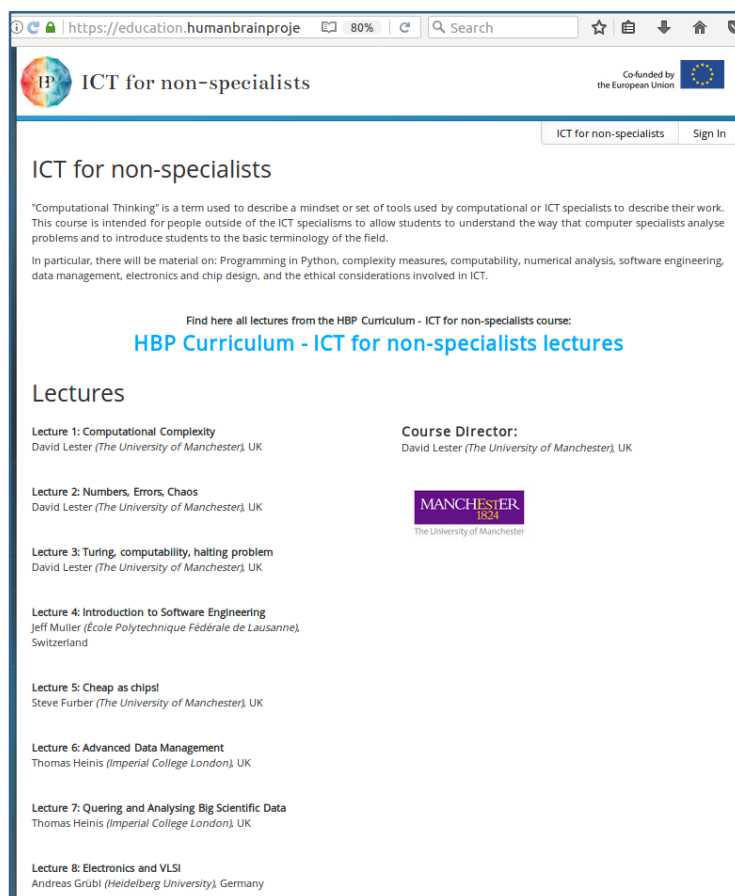 https://education.humanbrainproje 80% Search
HBP ICT for non-specialists
Co-funded by
the European Union
ICT for non-specialists Sign In
ICT for non-specialists
"Computational Thinking" is a term used to describe a mindset or set of tools used by computational or ICT specialists to describe their work.
This course is intended for people outside of the ICT specialisms to allow students to understand the way that computer specialists analyse
problems and to introduce students to the basic terminology of the field.
In particular, there will be material on: Programming in Python, complexity measures, computability, numerical analysis, software engineering,
data management, electronics and chip design, and the ethical considerations involved in ICT.
Find here all lectures from the HBP Curriculum - ICT for non-specialists course:
HBP Curriculum - ICT for non-specialists lectures
Lectures
Lecture 1: Computational Complexity
David Lester (The University of Manchester), UK
Lecture 2: Numbers, Errors, Chaos
David Lester (The University of Manchester), UK
Lecture 3: Turing, computability, halting problem
David Lester (The University of Manchester), UK
Lecture 4: Introduction to Software Engineering
Jeff Muller (École Polytechnique Fédérale de Lausanne),
Switzerland
Lecture 5: Cheap as chips!
Steve Furber (The University of Manchester), UK
Lecture 6: Advanced Data Management
Thomas Heinis (Imperial College London), UK
Lecture 7: Quering and Analysing Big Scientific Data
Thomas Heinis (Imperial College London), UK
Lecture 8: Electronics and VLSI
Andreas Grübl (Heidelberg University), Germany
Course Director:
David Lester (The University of Manchester), UK
MANCHESTER
1824
The University of Manchester